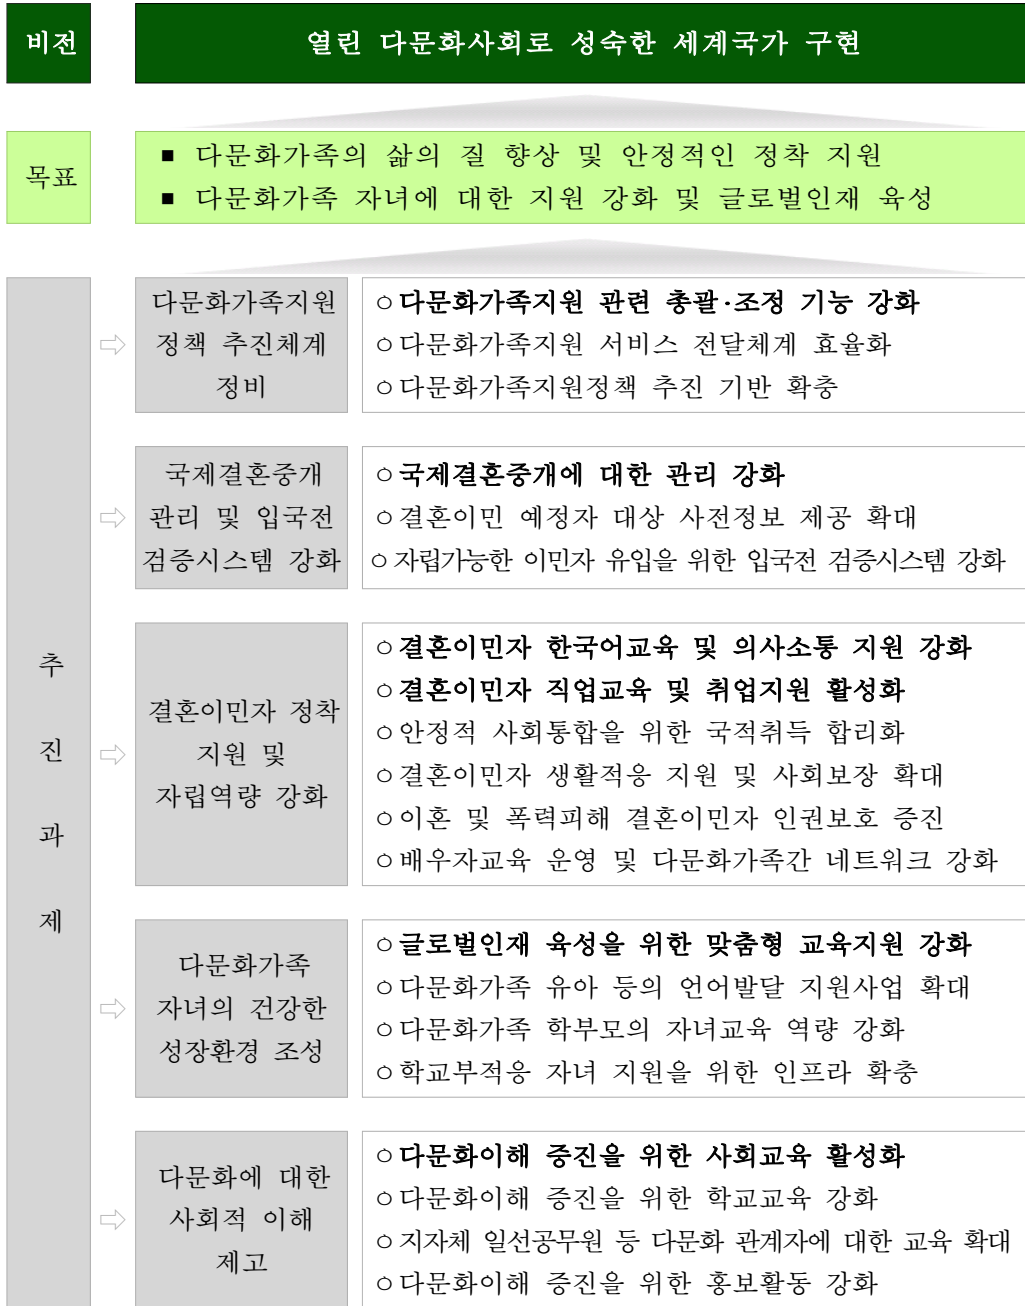 비전
열린 다문화사회로 성숙한 세계국가 구현
목표
■ 다문화가족의 삶의 질 향상 및 안정적인 정착 지원
■ 다문화가족 자녀에 대한 지원 강화 및 글로벌인재 육성
추
진
과
제
다문화가족지원
정책 추진체계
정비
○다문화가족지원 관련 총괄·조정 기능 강화
○다문화가족지원 서비스 전달체계 효율화
○다문화가족지원정책 추진 기반 확충
국제결혼중개
관리 및 입국전
검증시스템 강화
○국제결혼중개에 대한 관리 강화
○결혼이민 예정자 대상 사전정보 제공 확대
○자립가능한 이민자 유입을 위한 입국전 검증시스템 강화
결혼이민자 정착
지원 및
자립역량 강화
○결혼이민자 한국어교육 및 의사소통 지원 강화
○결혼이민자 직업교육 및 취업지원 활성화
○안정적 사회통합을 위한 국적취득 합리화
○결혼이민자 생활적응 지원 및 사회보장 확대
○이혼 및 폭력피해 결혼이민자 인권보호 증진
○배우자교육 운영 및 다문화가족간 네트워크 강화
다문화가족
자녀의 건강한
성장환경 조성
○글로벌인재 육성을 위한 맞춤형 교육지원 강화
○다문화가족 유아 등의 언어발달 지원사업 확대
○다문화가족 학부모의 자녀교육 역량 강화
○학교부적응 자녀 지원을 위한 인프라 확충
다문화에 대한
사회적 이해
제고
○다문화이해 증진을 위한 사회교육 활성화
○다문화이해 증진을 위한 학교교육 강화
○지자체 일선공무원 등 다문화 관계자에 대한 교육 확대
○다문화이해 증진을 위한 홍보활동 강화